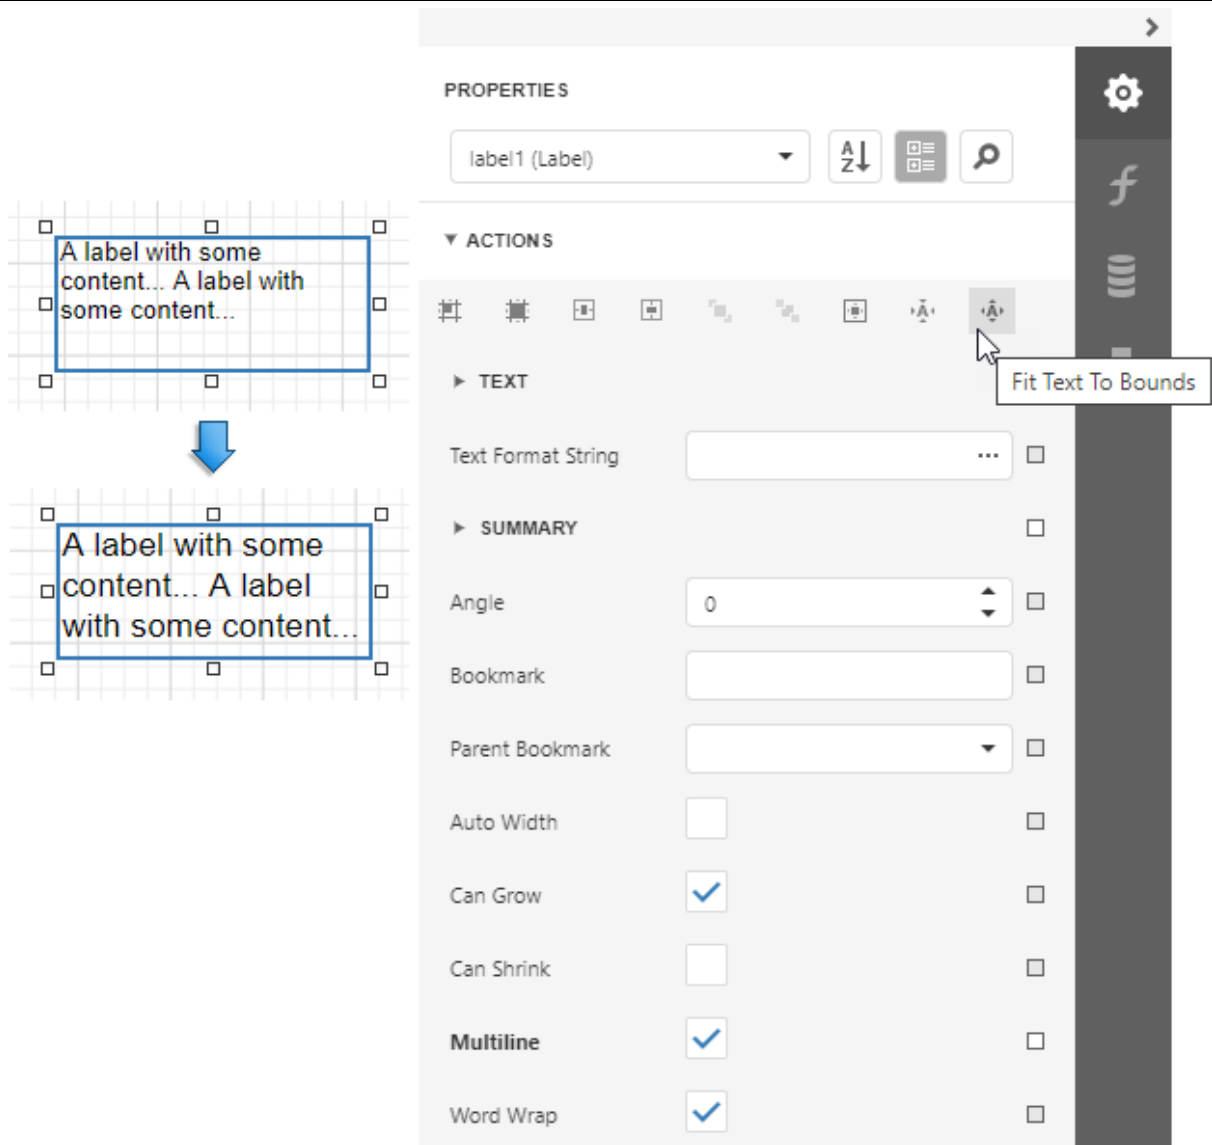 PROPERTIES
label1 (Label)
ACTIONS
A label with some
content... A label with
some content...
Fit Text To Bounds
TEXT
Text Format String
...
SUMMARY
A label with some
content... A label
with some content...
Angle
0
Bookmark
Parent Bookmark
Auto Width
Can Grow
Can Shrink
Multiline
Word Wrap